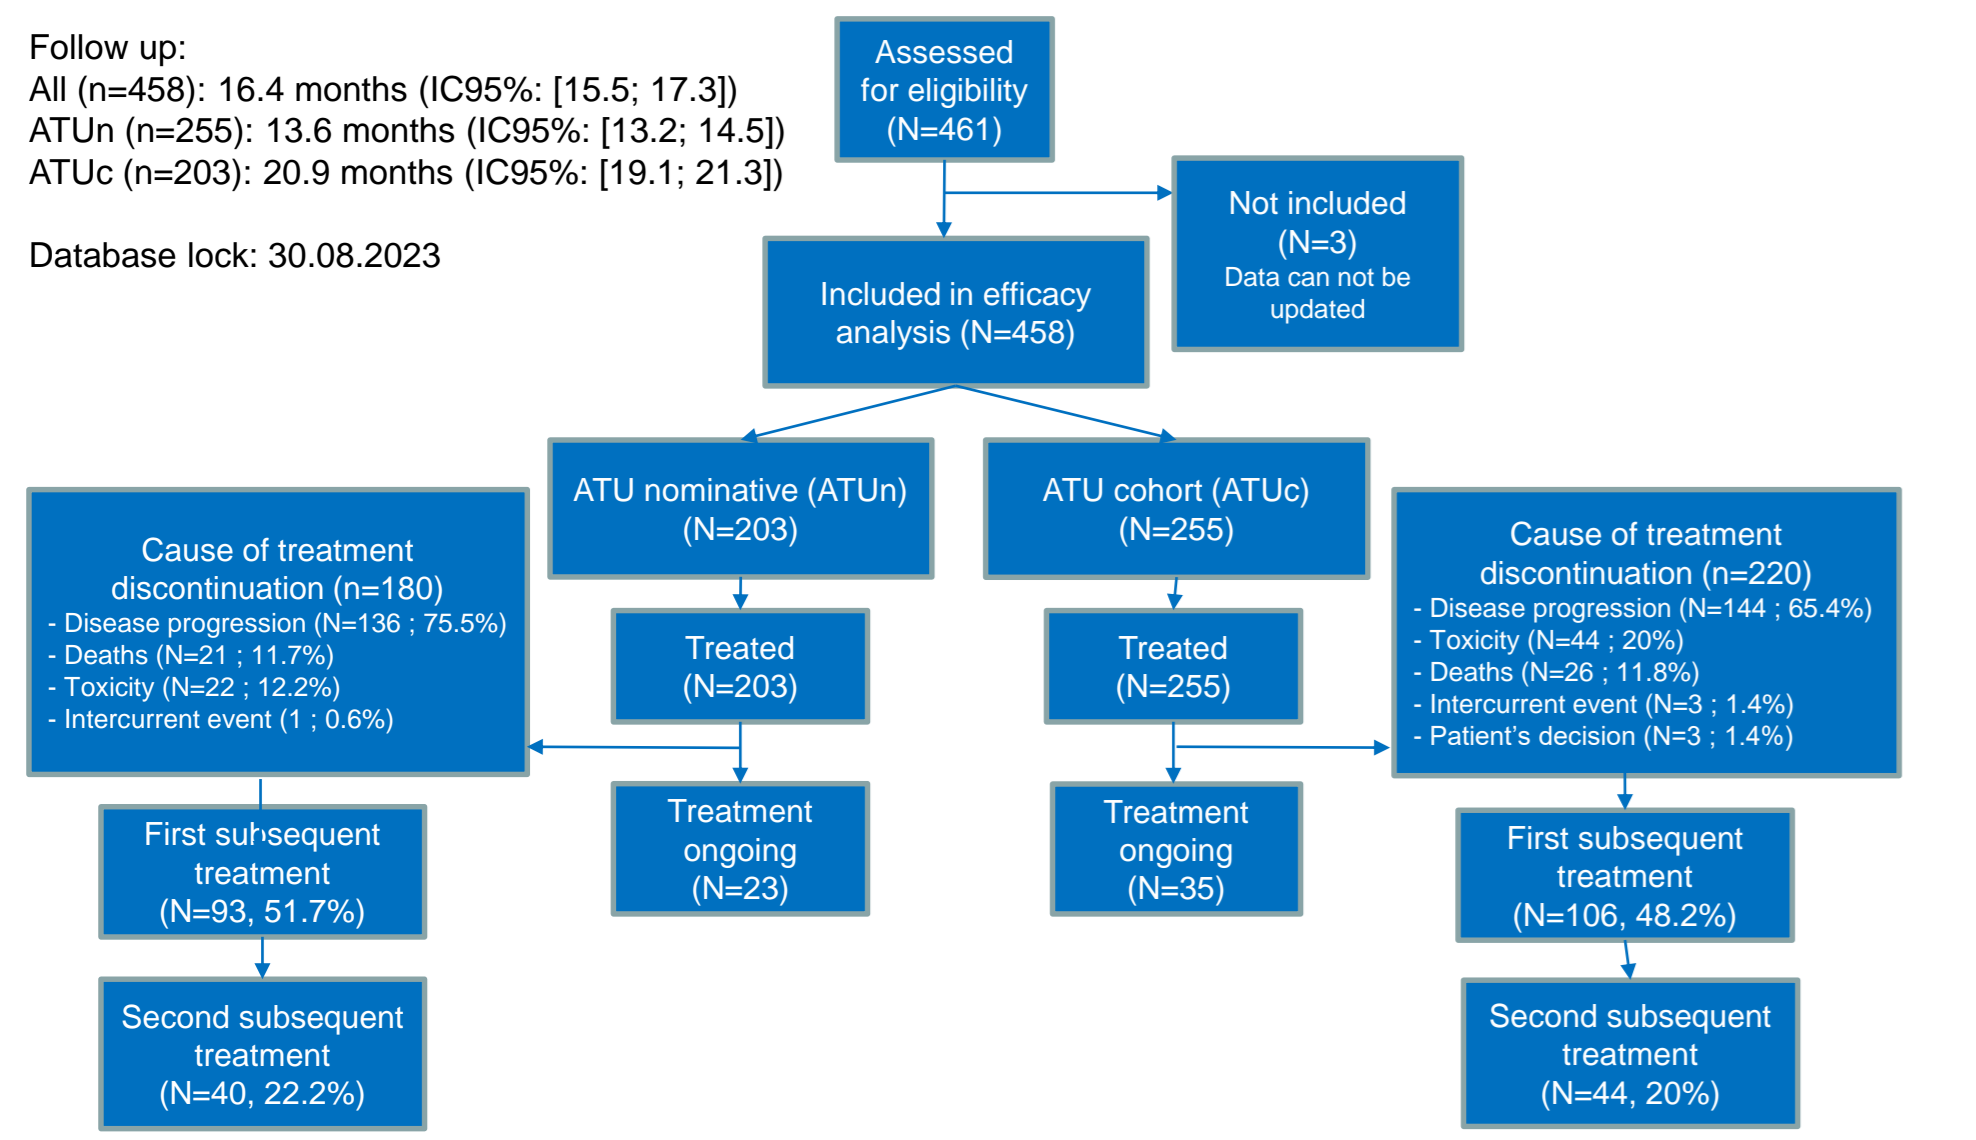 Follow up:
All (n=458): 16.4 months (IC95%: [15.5; 17.3])
ATUn (n=255): 13.6 months (IC95%: [13.2; 14.5])
ATUc (n=203): 20.9 months (IC95%: [19.1; 21.3])
Database lock: 30.08.2023
Assessed
for eligibility
(N=461)
Not included
(N=3)
Data can not be
updated
Included in efficacy
analysis (N=458)
ATU nominative (ATUn)
(N=203)
ATU cohort (ATUc)
(N=255)
Cause of treatment
discontinuation (n=180)
- Disease progression (N=136 ; 75.5%)
- Deaths (N=21 ; 11.7%)
- Toxicity (N=22 ; 12.2%)
- Intercurrent event (1 ; 0.6%)
Treated
(N=203)
Treated
(N=255)
Cause of treatment
discontinuation (n=220)
- Disease progression (N=144 ; 65.4%)
- Toxicity (N=44 ; 20%)
- Deaths (N=26 ; 11.8%)
- Intercurrent event (N=3 ; 1.4%)
- Patient's decision (N=3 ; 1.4%)
First subsequent
treatment
(N=93, 51.7%)
Treatment
ongoing
(N=23)
Treatment
ongoing
(N=35)
First subsequent
treatment
(N=106, 48.2%)
Second subsequent
treatment
(N=40, 22.2%)
Second subsequent
treatment
(N=44, 20%)